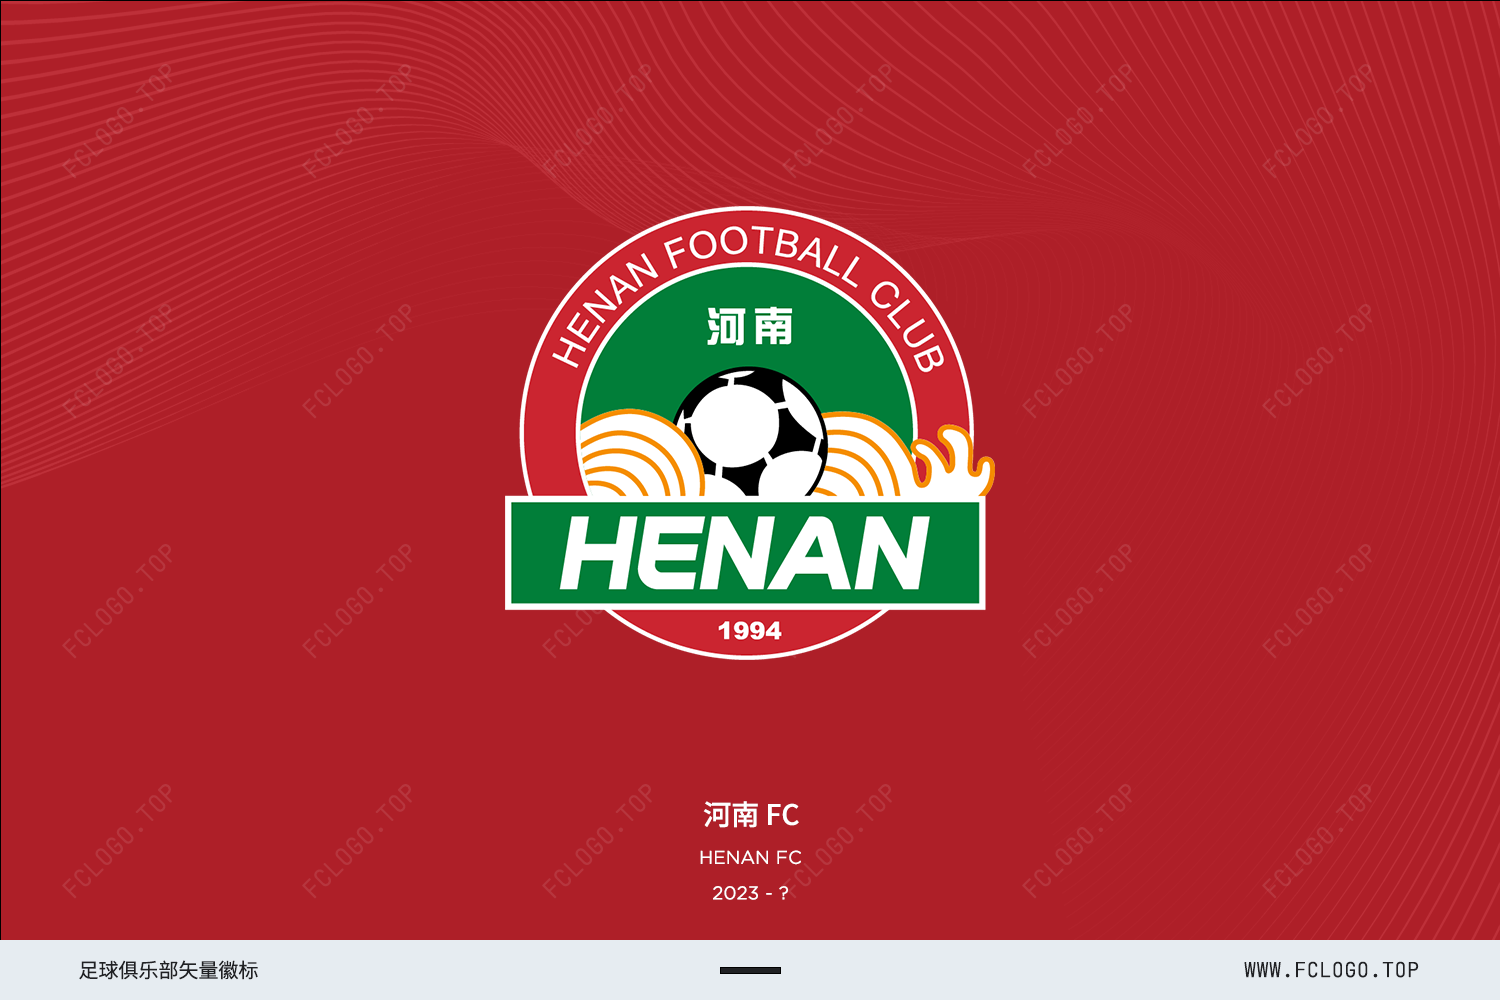 FCLOGO.TOP FCLOGO.TOP FCLOGO.TOP FCLOGO.TOP FCLOGO.TOP FCLOGO.TOP
HENAN FOOTBALL CLUB
河南
FCLOGO.TOP FCLOGO.TOP FCLOGO.TOP FCLOGO.TOP
HENAN
1994
FCLOGO.TOP FCLOGO.TOP FCLOGO.TOP FCLOGO.TOP FCLOGO.TOP
河南 FC
HENAN FC
2023 - ?
FCLOGO.TOP FCLOGO.TOP FCLOGO.TOP FCLOGO.TOP FCLOGO.TOP FCLOGO.TOP
足球俱乐部矢量徽标
WWW.FCLOGO.TOP